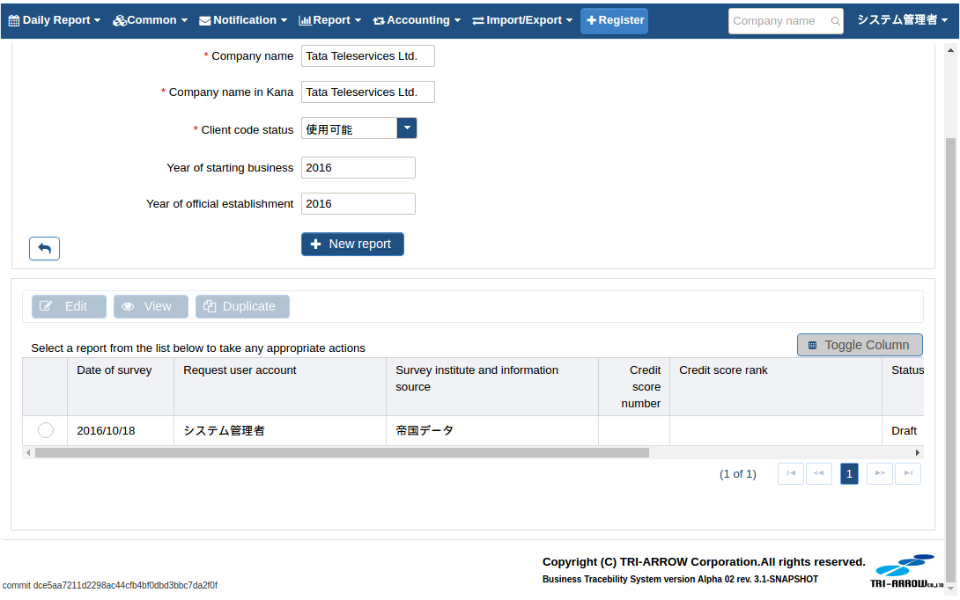 Daily Report Common Notification Report Accounting Import/Export Register Company name システム管理者
* Company name Tata Teleservices Ltd.
* Company name in Kana Tata Teleservices Ltd.
* Client code status 使用可能
Year of starting business 2016
Year of official establishment 2016
New report
Edit View Duplicate
Toggle Column
Select a report from the list below to take any appropriate actions
Date of survey Request user account Survey institute and information source Credit score number Credit score rank Status
2016/10/18 システム管理者 帝国データ Draft
(1 of 1) 1
Copyright (C) TRI-ARROW Corporation.All rights reserved.
Business Tracebility System version Alpha 02 rev. 3.1-SNAPSHOT
TRI-ARROW Co.,LTD
commit dce5aa7211d2298ac44cfb4bf0dbd3bbc7da2f0f